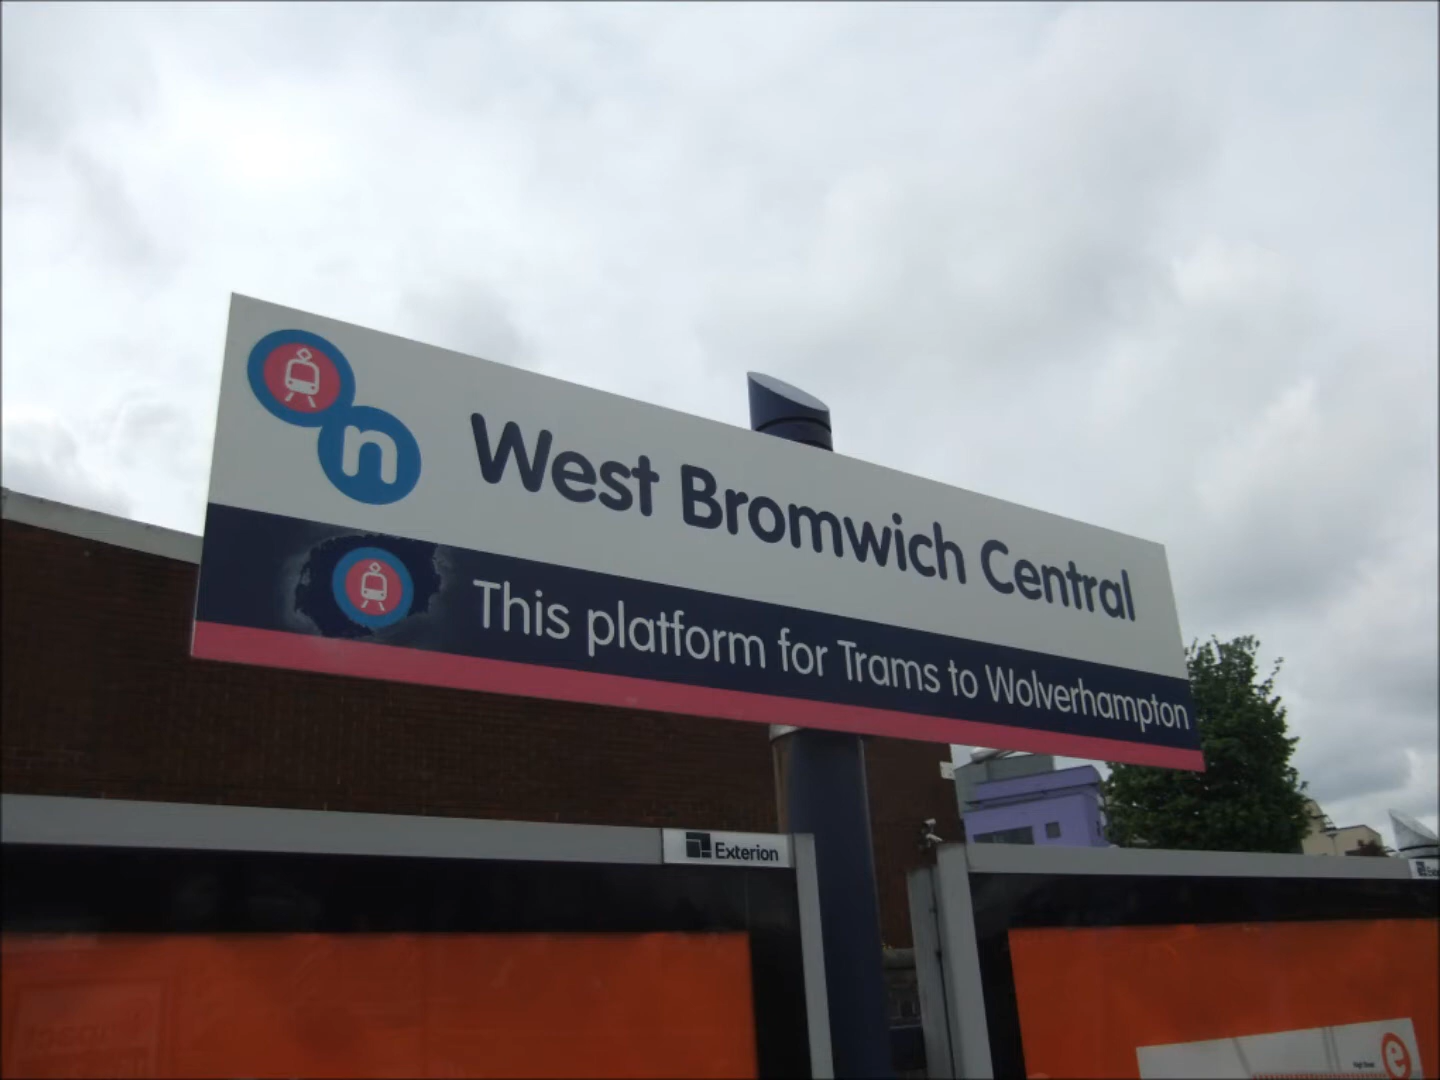 n
West Bromwich Central
This platform for Trams to Wolverhampton
Exterion
e